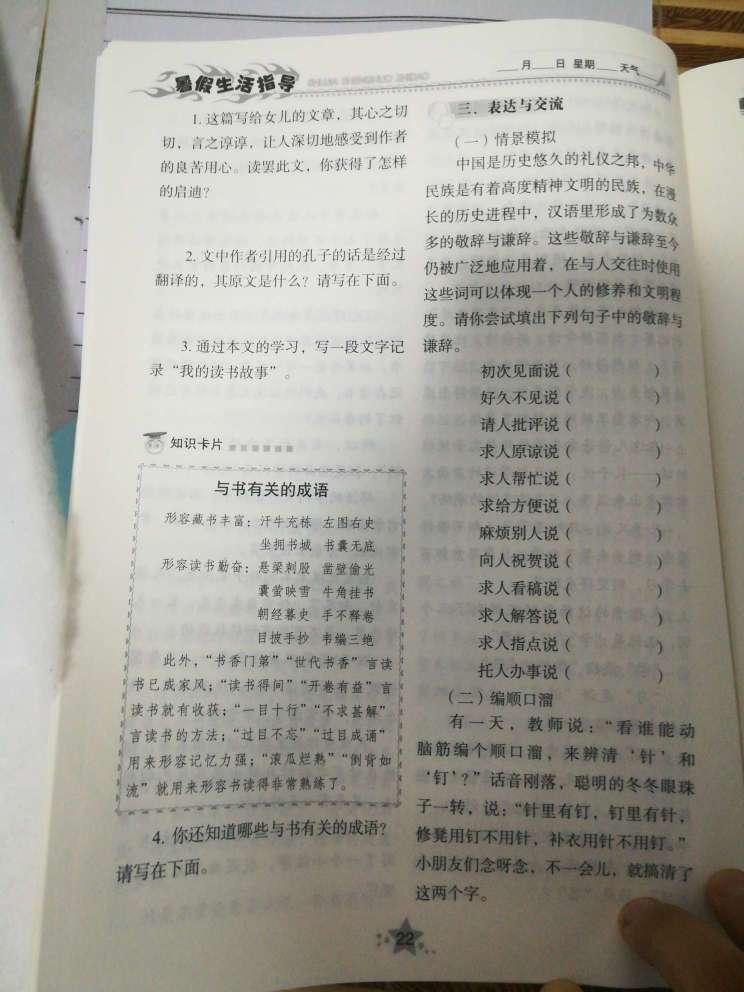 暑假生活指导
____月____日 星期____天气____
1. 这篇写给女儿的文章，其心之切
切，言之谆谆，让人深切地感受到作者
的良苦用心。读罢此文，你获得了怎样
的启迪？
2. 文中作者引用的孔子的话是经过
翻译的，其原文是什么？请写在下面。
3. 通过本文的学习，写一段文字记
录“我的读书故事”。
知识卡片
与书有关的成语
形容藏书丰富：汗牛充栋 左图右史
坐拥书城 书囊无底
形容读书勤奋：悬梁刺股 凿壁偷光
囊萤映雪 牛角挂书
朝经暮史 手不释卷
目披手抄 韦编三绝
此外，“书香门第”“世代书香”言读
书已成家风；“读书得间”“开卷有益”言
读书就有收获；“一目十行”“不求甚解”
言读书的方法；“过目不忘”“过目成诵”
用来形容记忆力强；“滚瓜烂熟”“倒背如
流”就用来形容书读得非常熟练了。
4. 你还知道哪些与书有关的成语？
请写在下面。
三、表达与交流
（一）情景模拟
中国是历史悠久的礼仪之邦，中华
民族是有着高度精神文明的民族，在漫
长的历史进程中，汉语里形成了为数众
多的敬辞与谦辞。这些敬辞与谦辞至今
仍被广泛地应用着，在与人交往时使用
这些词可以体现一个人的修养和文明程
度。请你尝试填出下列句子中的敬辞与
谦辞。
初次见面说（ ）
好久不见说（ ）
请人批评说（ ）
求人原谅说（ ）
求人帮忙说（ ）
求给方便说（ ）
麻烦别人说（ ）
向人祝贺说（ ）
求人看稿说（ ）
求人解答说（ ）
求人指点说（ ）
托人办事说（ ）
（二）编顺口溜
有一天，教师说：“看谁能动
脑筋编个顺口溜，来辨清‘针’和
‘钉’？”话音刚落，聪明的冬冬眼珠
子一转，说：“针里有钉，钉里有针，
修凳用钉不用针，补衣用针不用钉。”
小朋友们念呀念，不一会儿，就搞清了
这两个字。
22